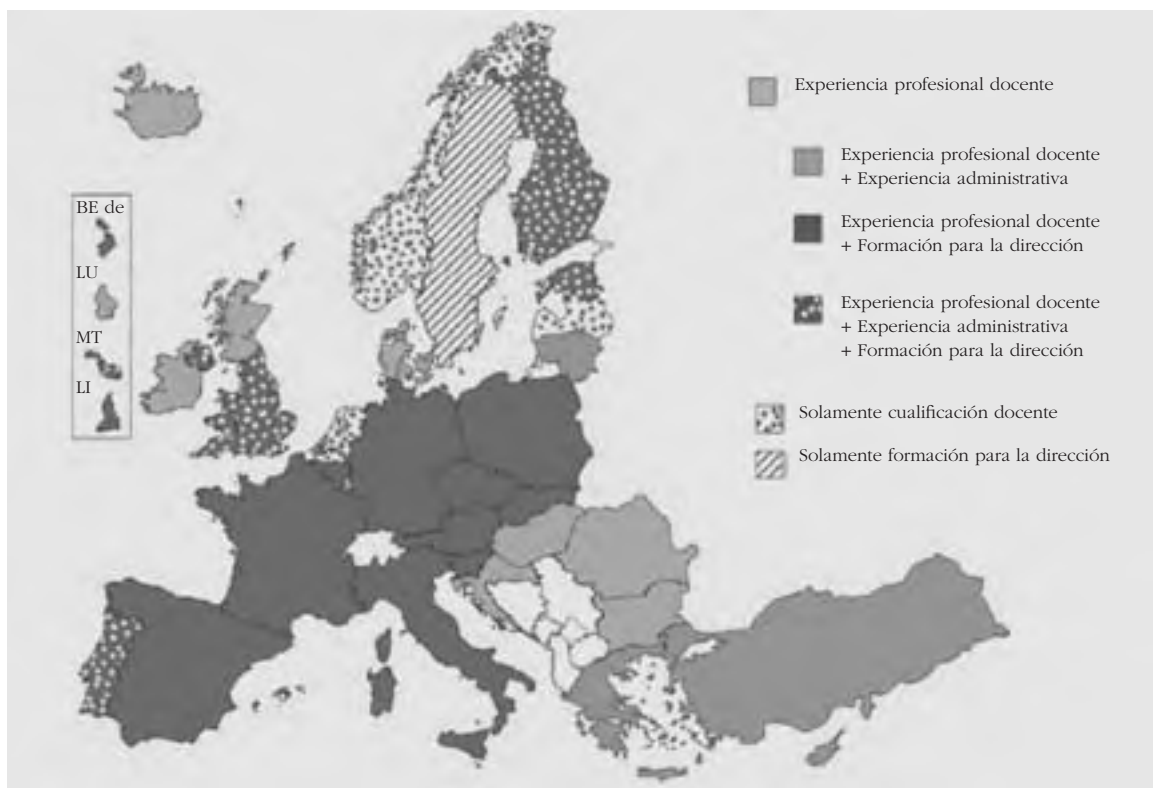 Experiencia profesional docente
Experiencia profesional docente
+ Experiencia administrativa
Experiencia profesional docente
+ Formación para la dirección
Experiencia profesional docente
+ Experiencia administrativa
+ Formación para la dirección
Solamente cualificación docente
Solamente formación para la dirección
BE de
LU
MT
LI